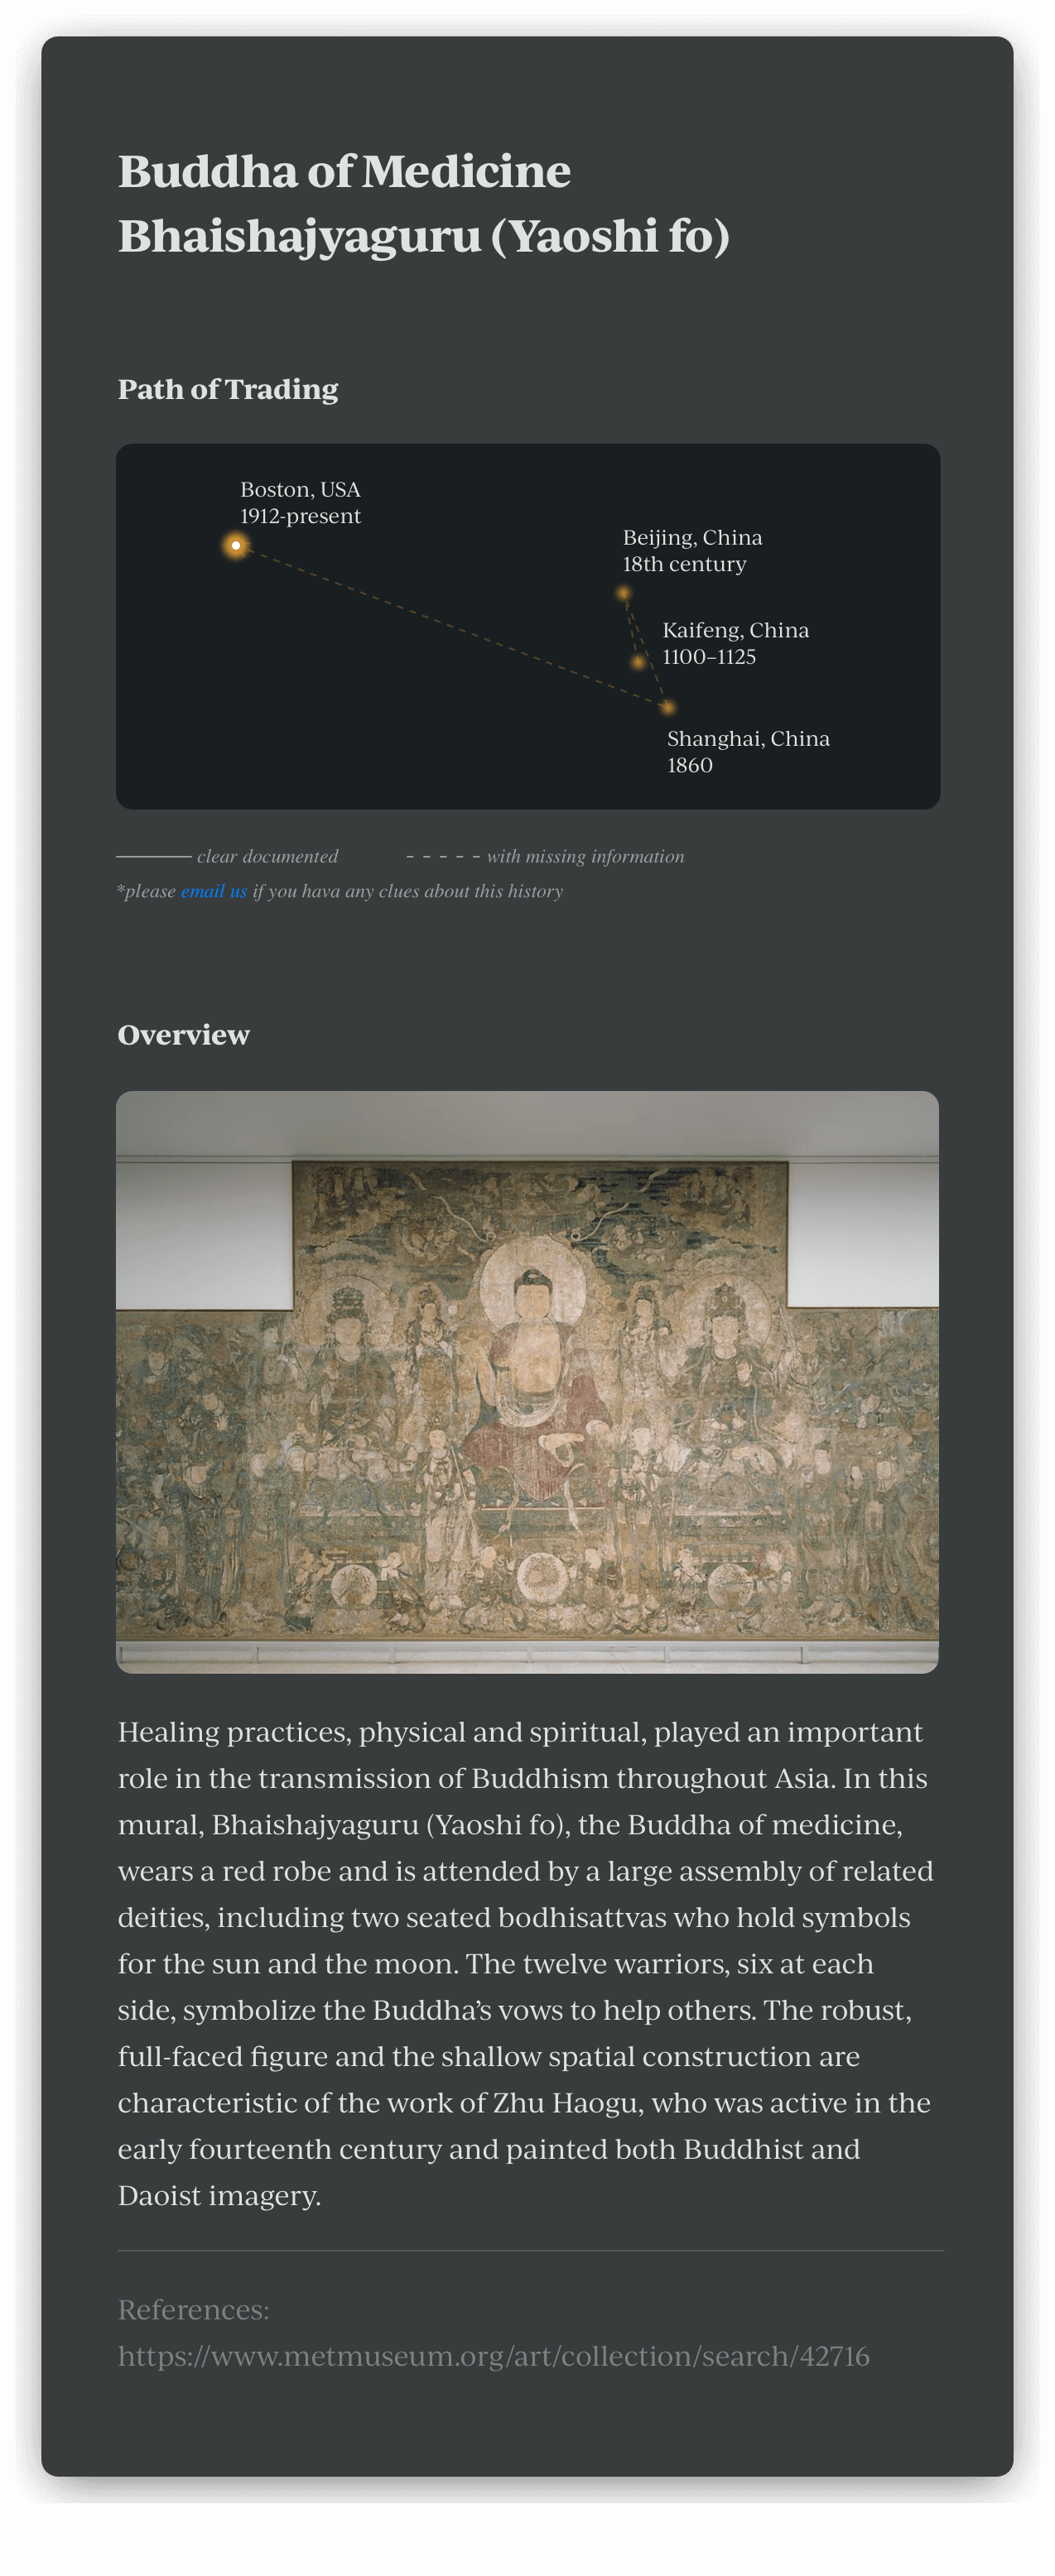 Buddha of Medicine
Bhaishajyaguru (Yaoshi fo)
Path of Trading
Boston, USA
1912-present
Beijing, China
18th century
Kaifeng, China
1100–1125
Shanghai, China
1860
clear documented
with missing information
*please email us if you hava any clues about this history
Overview
Healing practices, physical and spiritual, played an important
role in the transmission of Buddhism throughout Asia. In this
mural, Bhaishajyaguru (Yaoshi fo), the Buddha of medicine,
wears a red robe and is attended by a large assembly of related
deities, including two seated bodhisattvas who hold symbols
for the sun and the moon. The twelve warriors, six at each
side, symbolize the Buddha’s vows to help others. The robust,
full-faced figure and the shallow spatial construction are
characteristic of the work of Zhu Haogu, who was active in the
early fourteenth century and painted both Buddhist and
Daoist imagery.
References:
https://www.metmuseum.org/art/collection/search/42716